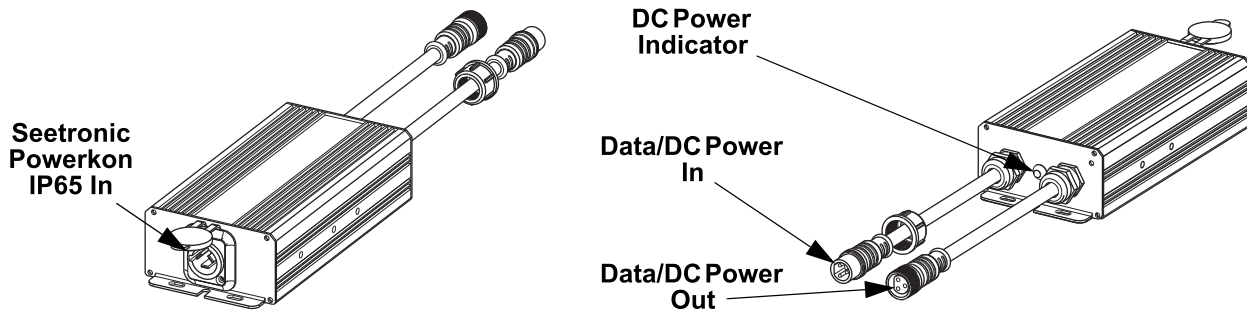 Seetronic
Powerkon
IP65 In
DC Power
Indicator
Data/DC Power
In
Data/DC Power
Out